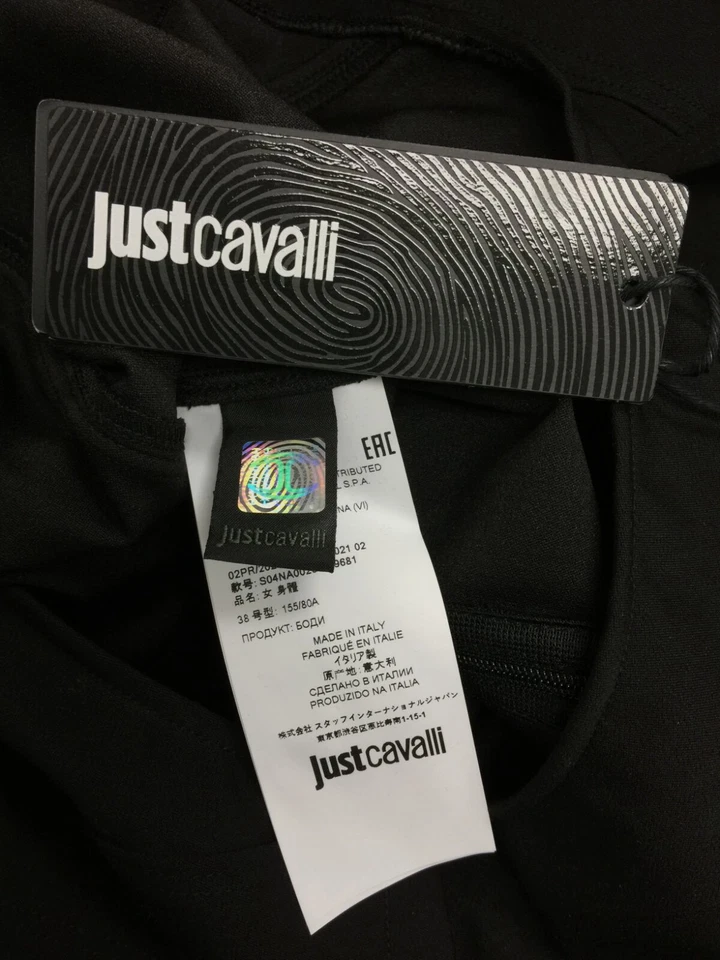 justcavalli
EAC
TRIBUTED
L S.P.A.
NA (VI)
justcavalli
021 02
02PR/20
9681
款号: S04NA002
品名: 女 身體
38 号型: 155/80A
ПРОДУКТ: БОДИ
MADE IN ITALY
FABRIQUÉ EN ITALIE
イタリア製
原产地: 意大利
СДЕЛАНО В ИТАЛИИ
PRODUZIDO NA ITALIA
株式会社 スタッフインターナショナルジャパン
東京都渋谷区恵比寿南1-15-1
justcavalli